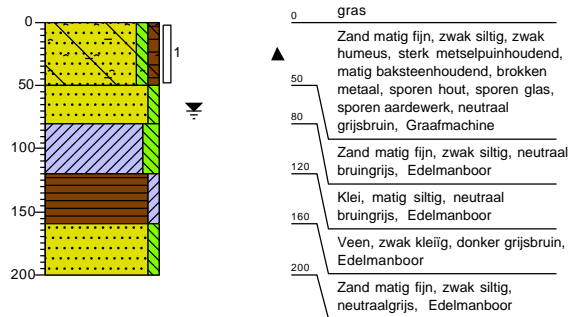 0
50
100
150
200
1
0
gras
Zand matig fijn, zwak siltig, zwak
humeus, sterk metselpuinhoudend,
matig baksteenhoudend, brokken
metaal, sporen hout, sporen glas,
sporen aardewerk, neutraal
grijsbruin, Graafmachine
50
Zand matig fijn, zwak siltig, neutraal
bruingrijs, Edelmanboor
80
Klei, matig siltig, neutraal
bruingrijs, Edelmanboor
120
Veen, zwak kleiïg, donker grijsbruin,
Edelmanboor
160
Zand matig fijn, zwak siltig,
neutraalgrijs, Edelmanboor
200